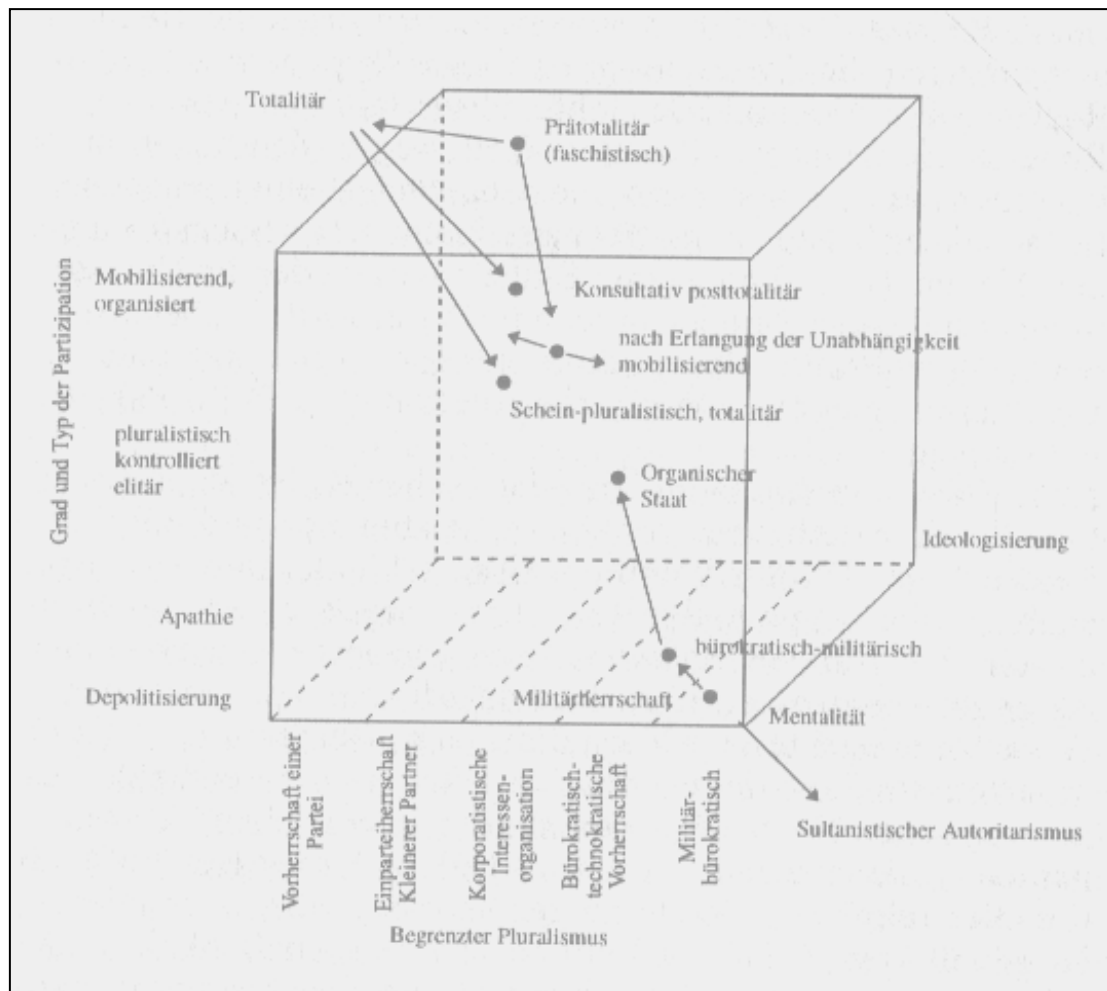 Totalitär
Prätotalitär
(faschistisch)
Mobilisierend,
organisiert
Konsultativ posttotalitär
nach Erlangung der Unabhängigkeit
mobilisierend
Schein-pluralistisch, totalitär
Grad und Typ der Partizipation
pluralistisch
kontrolliert
elitär
Organischer
Staat
Ideologisierung
Apathie
bürokratisch-militärisch
Depolitisierung
Militärherrschaft
Mentalität
Vorherrschaft einer
Partei
Einparteiherrschaft
Kleinerer Partner
Korporatistische
Interessen-
organisation
Bürokratisch-
technokratische
Vorherrschaft
Militär-
bürokratisch
Sultanistischer Autoritarismus
Begrenzter Pluralismus